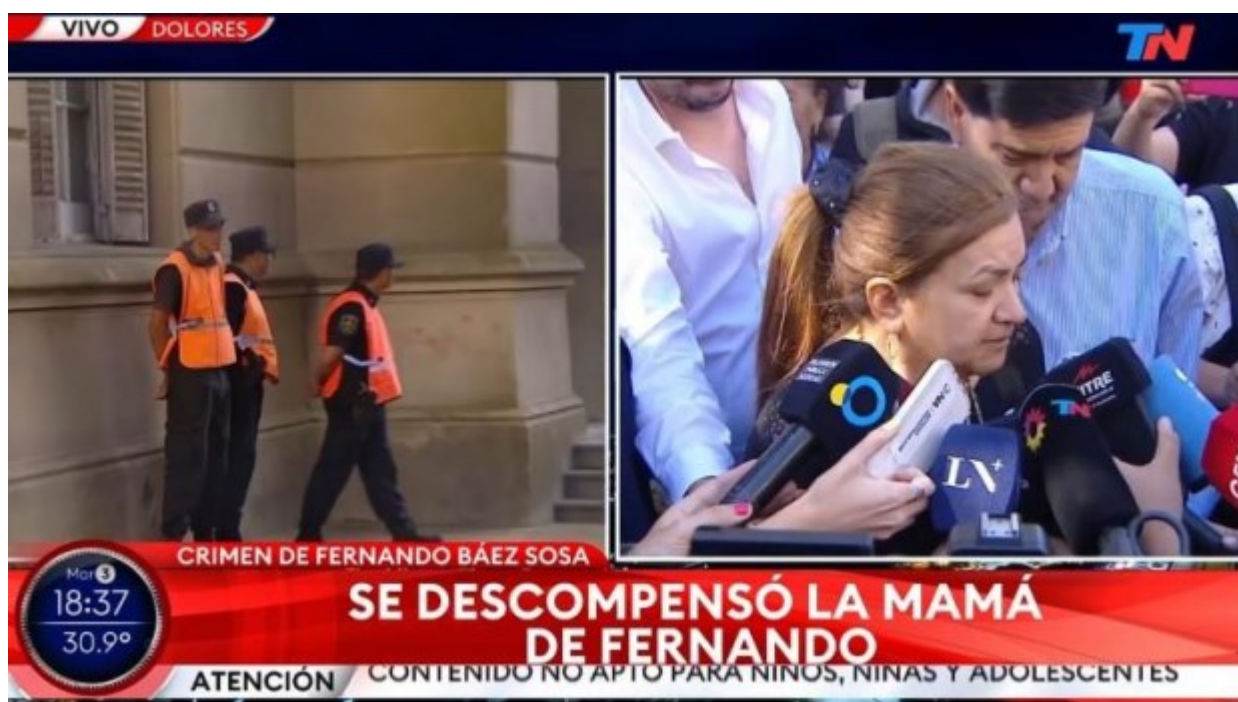 VIVO DOLORES
TN
LN+
TN
MITRE
CRIMEN DE FERNANDO BÁEZ SOSA
Mar 3
18:37
30.9°
SE DESCOMPENSÓ LA MAMÁ
DE FERNANDO
ATENCIÓN CONTENIDO NO APTO PARA NIÑOS, NIÑAS Y ADOLESCENTES